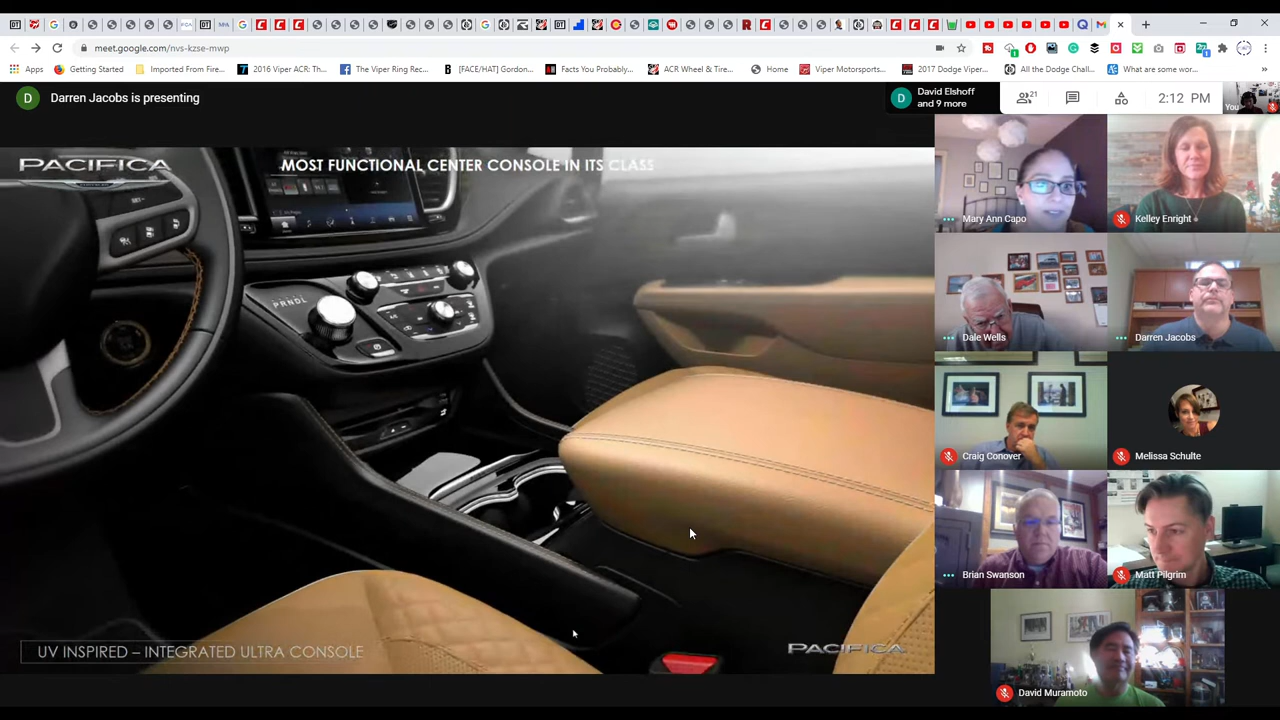 meet.google.com/nvs-kzse-mwp
Apps
Getting Started
Imported From Fire...
2016 Viper ACR: Th...
The Viper Ring Rec...
[FACE/HAT] Gordon...
Facts You Probably...
ACR Wheel & Tire...
Home
Viper Motorsports...
2017 Dodge Viper...
All the Dodge Chall...
What are some wor...
D Darren Jacobs is presenting
D David Elshoff
and 9 more
21
2:12 PM
You
PACIFICA
MOST FUNCTIONAL CENTER CONSOLE IN ITS CLASS
PRNDL
UV INSPIRED – INTEGRATED ULTRA CONSOLE
PACIFICA
Mary Ann Capo
Kelley Enright
Dale Wells
Darren Jacobs
Craig Conover
Melissa Schulte
Brian Swanson
Matt Pilgrim
David Muramoto